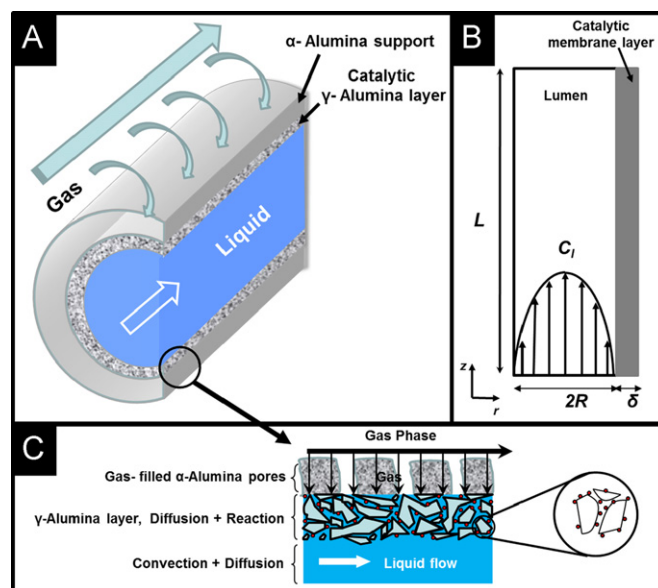 A
α- Alumina support
Catalytic
γ- Alumina layer
Gas
Liquid
B
Catalytic
membrane layer
Lumen
L
Cl
z
r
2R
δ
C
Gas Phase
Gas- filled α-Alumina pores
Gas
γ-Alumina layer, Diffusion + Reaction
Convection + Diffusion
Liquid flow